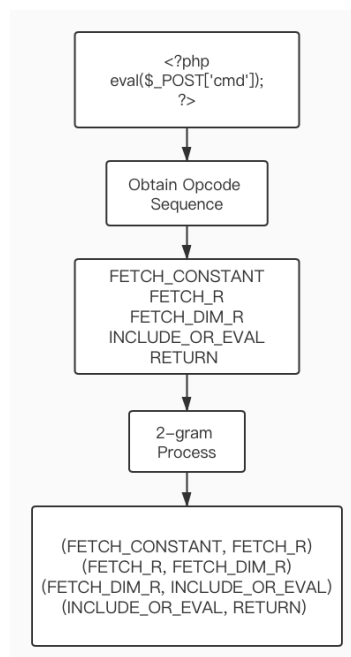 <?php
eval($_POST['cmd']);
?>
Obtain Opcode
Sequence
FETCH_CONSTANT
FETCH_R
FETCH_DIM_R
INCLUDE_OR_EVAL
RETURN
2-gram
Process
(FETCH_CONSTANT, FETCH_R)
(FETCH_R, FETCH_DIM_R)
(FETCH_DIM_R, INCLUDE_OR_EVAL)
(INCLUDE_OR_EVAL, RETURN)